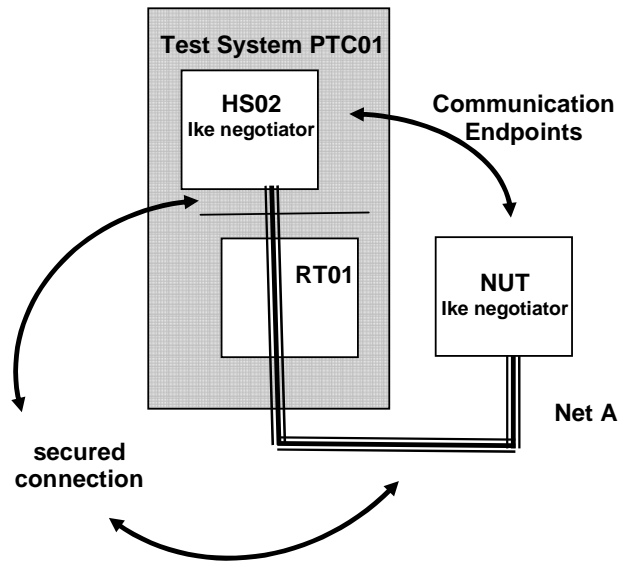 Test System PTC01
HS02
Ike negotiator
Communication
Endpoints
RT01
NUT
Ike negotiator
Net A
secured
connection